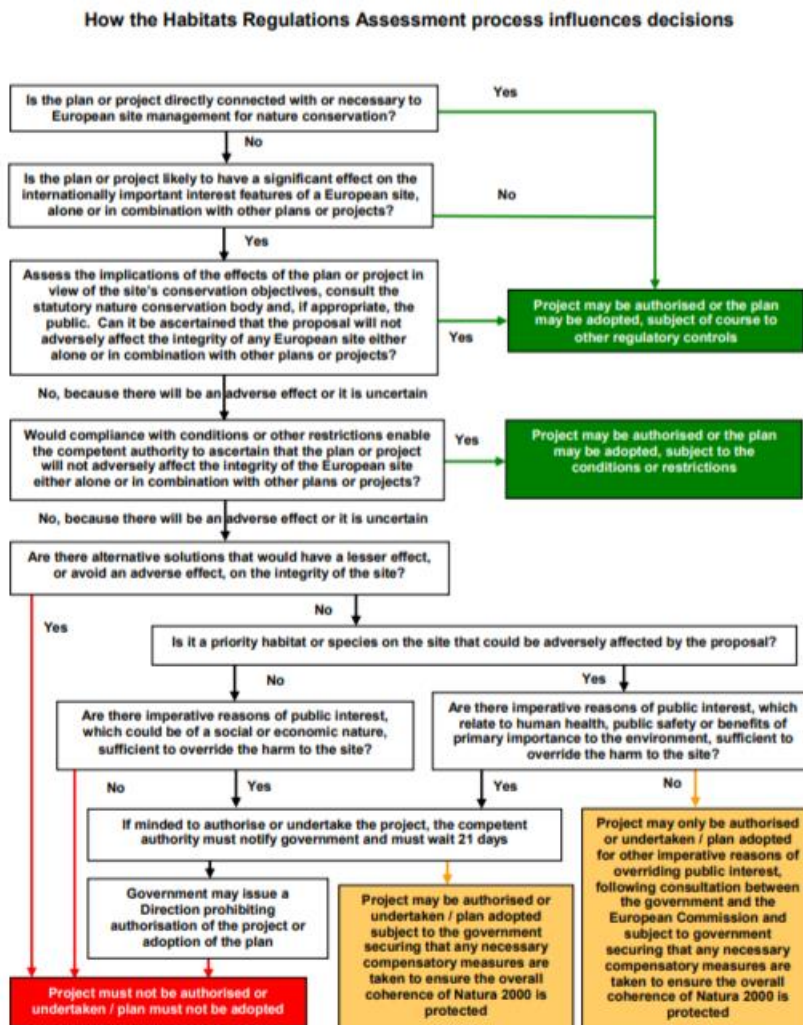 How the Habitats Regulations Assessment process influences decisions
Is the plan or project directly connected with or necessary to
European site management for nature conservation?
Yes
No
Is the plan or project likely to have a significant effect on the
internationally important interest features of a European site,
alone or in combination with other plans or projects?
No
Yes
Assess the implications of the effects of the plan or project in
view of the site's conservation objectives, consult the
statutory nature conservation body and, if appropriate, the
public. Can it be ascertained that the proposal will not
adversely affect the integrity of any European site either
alone or in combination with other plans or projects?
Yes
Project may be authorised or the plan
may be adopted, subject of course to
other regulatory controls
No, because there will be an adverse effect or it is uncertain
Would compliance with conditions or other restrictions enable
the competent authority to ascertain that the plan or project
will not adversely affect the integrity of the European site
either alone or in combination with other plans or projects?
Yes
Project may be authorised or the plan
may be adopted, subject to the
conditions or restrictions
No, because there will be an adverse effect or it is uncertain
Are there alternative solutions that would have a lesser effect,
or avoid an adverse effect, on the integrity of the site?
Yes
No
Is it a priority habitat or species on the site that could be adversely affected by the proposal?
No
Yes
Are there imperative reasons of public interest,
which could be of a social or economic nature,
sufficient to override the harm to the site?
Are there imperative reasons of public interest, which
relate to human health, public safety or benefits of
primary importance to the environment, sufficient to
override the harm to the site?
No
Yes
Yes
No
If minded to authorise or undertake the project, the competent
authority must notify government and must wait 21 days
Government may issue a
Direction prohibiting
authorisation of the project or
adoption of the plan
Project must not be authorised or
undertaken / plan must not be adopted
Project may be authorised or
undertaken / plan adopted
subject to the government
securing that any necessary
compensatory measures are
taken to ensure the overall
coherence of Natura 2000 is
protected
Project may only be authorised
or undertaken / plan adopted
for other imperative reasons of
overriding public interest,
following consultation between
the government and the
European Commission and
subject to government
securing that any necessary
compensatory measures are
taken to ensure the overall
coherence of Natura 2000 is
protected